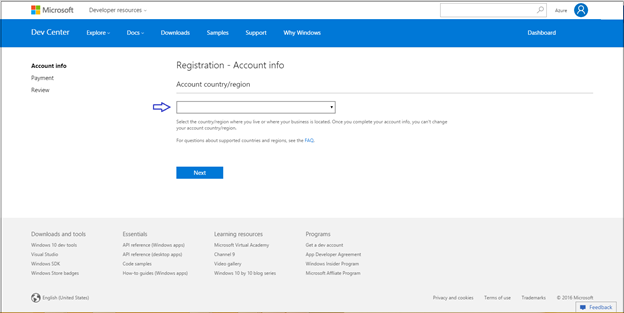 Microsoft Developer resources Azure
Dev Center Explore Docs Downloads Samples Support Why Windows Dashboard
Account info
Payment
Review
Registration - Account info
Account country/region
Select the country/region where you live or where your business is located. Once you complete your account info, you can't change
your account country/region.
For questions about supported countries and regions, see the FAQ.
Next
Downloads and tools
Windows 10 dev tools
Visual Studio
Windows SDK
Windows Store badges
Essentials
API reference (Windows apps)
API reference (desktop apps)
Code samples
How-to guides (Windows apps)
Learning resources
Microsoft Virtual Academy
Channel 9
Video gallery
Windows 10 by 10 blog series
Programs
Get a dev account
App Developer Agreement
Windows Insider Program
Microsoft Affiliate Program
English (United States) Privacy and cookies Terms of use Trademarks © 2016 Microsoft
Feedback